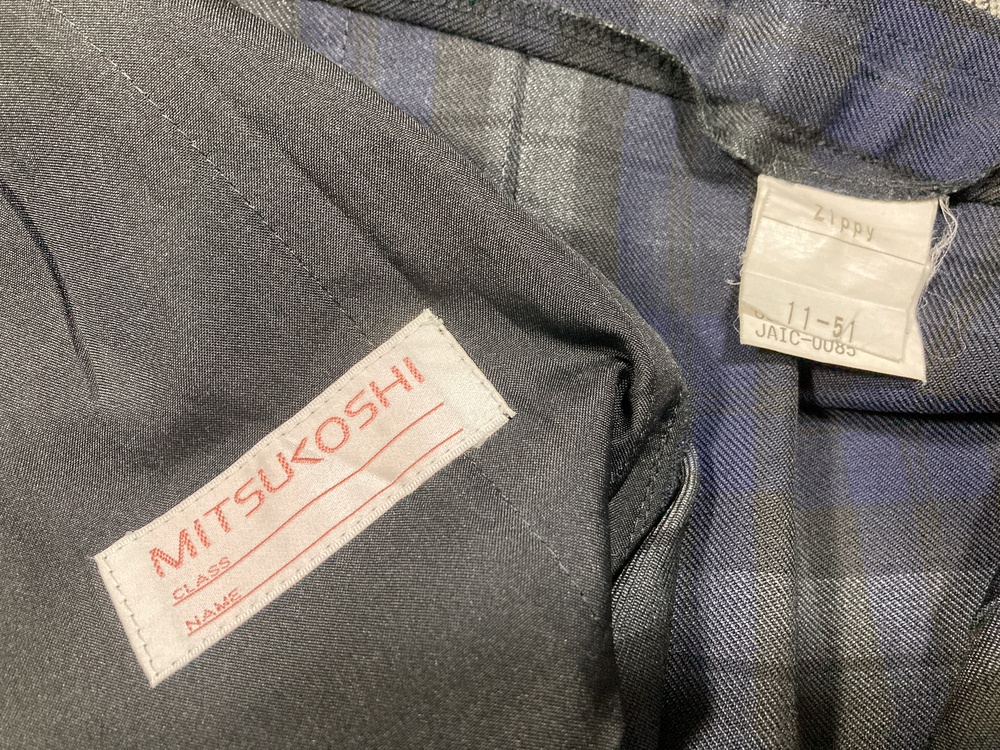 MITSUKOSHI
CLASS
NAME
Zippy
11-51
JAIC-0085